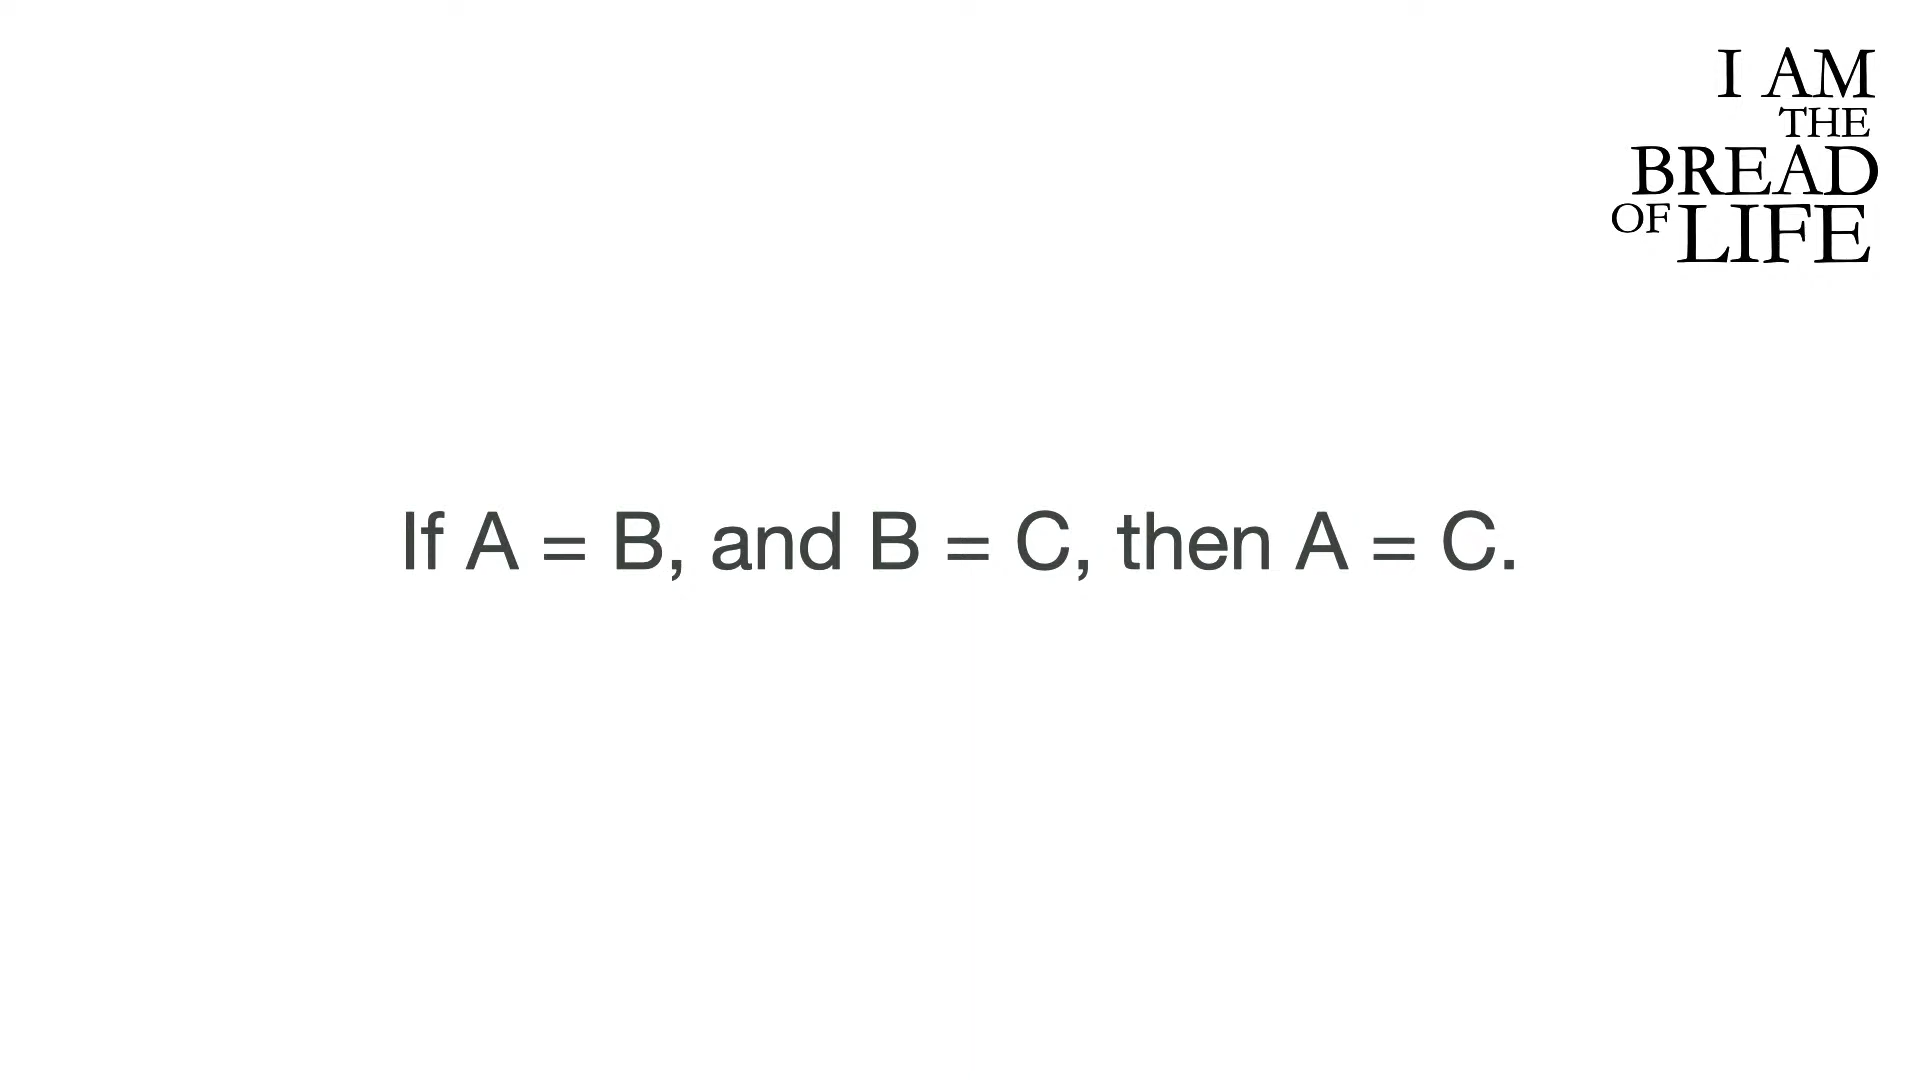 I AM
THE
BREAD
OF LIFE
If A = B, and B = C, then A = C.